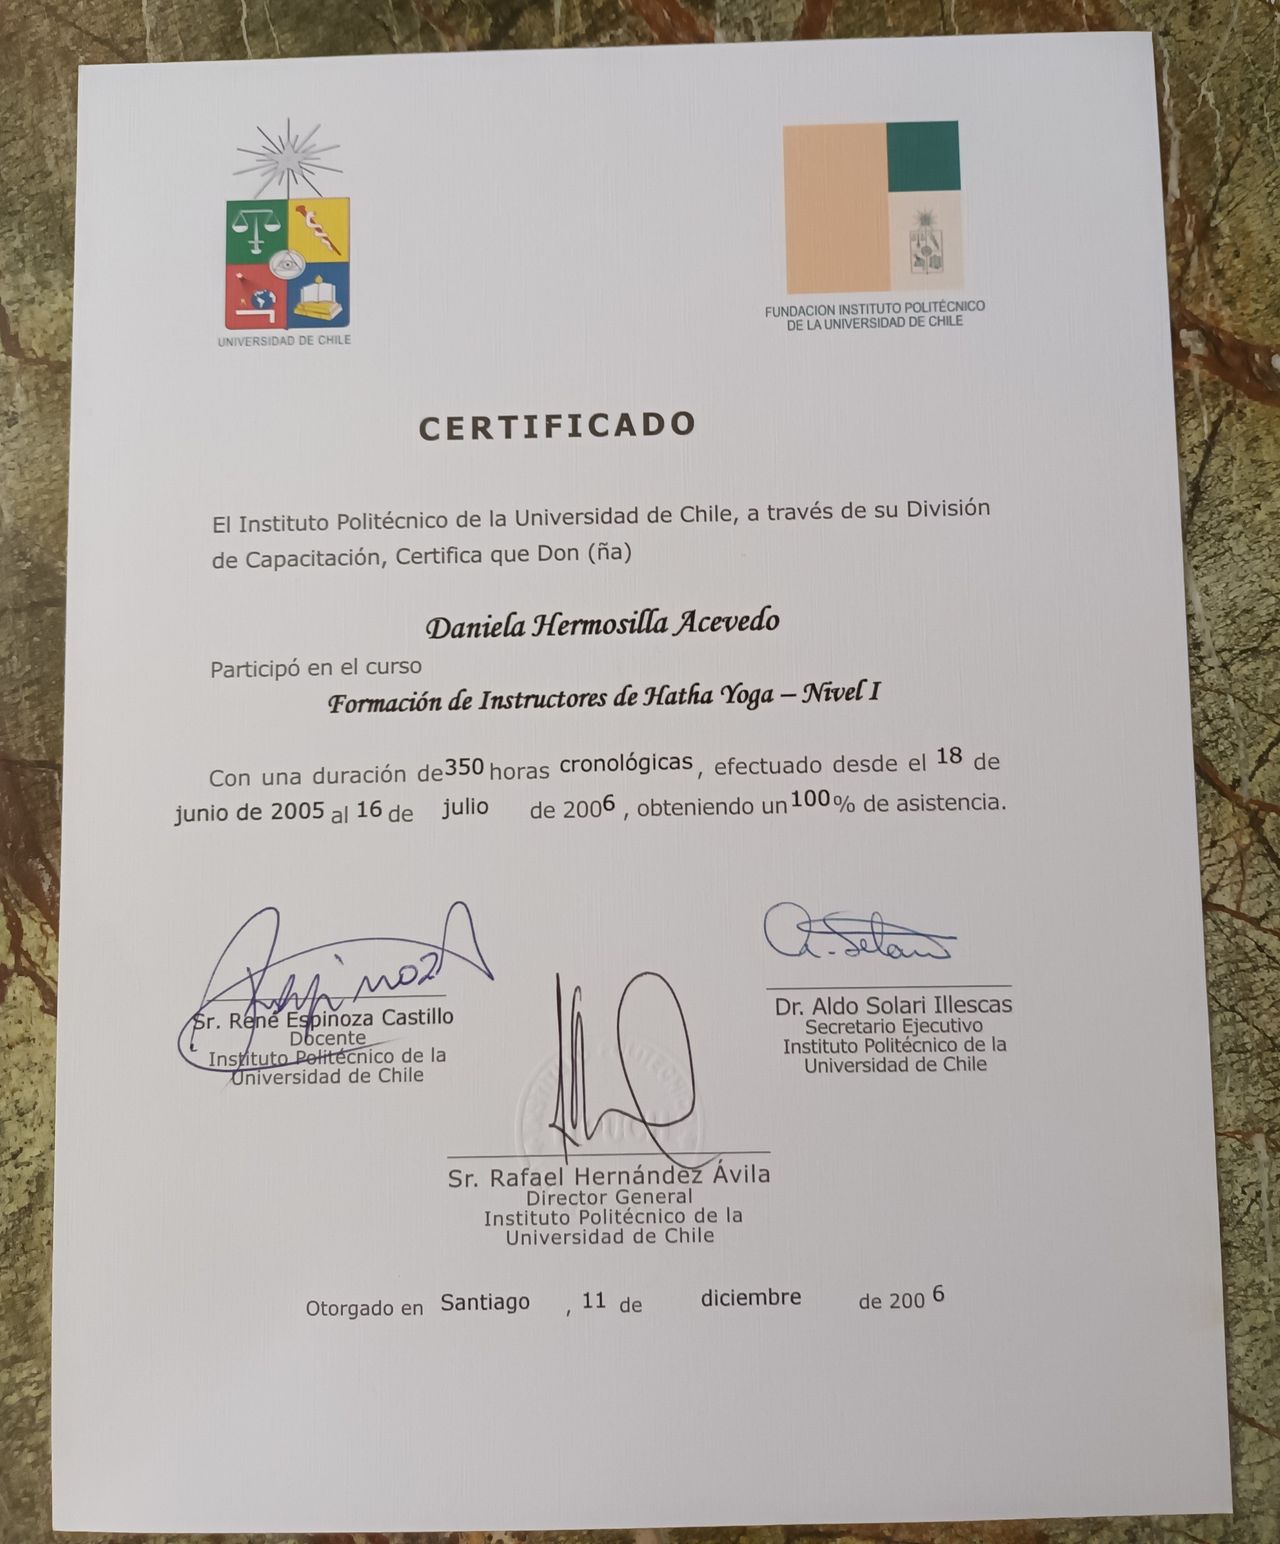 UNIVERSIDAD DE CHILE
FUNDACION INSTITUTO POLITÉCNICO
DE LA UNIVERSIDAD DE CHILE
CERTIFICADO
El Instituto Politécnico de la Universidad de Chile, a través de su División
de Capacitación, Certifica que Don (ña)
Daniela Hermosilla Acevedo
Participó en el curso
Formación de Instructores de Hatha Yoga – Nivel I
Con una duración de 350 horas cronológicas, efectuado desde el 18 de
junio de 2005 al 16 de julio de 2006, obteniendo un 100% de asistencia.
Sr. René Espinoza Castillo
Docente
Instituto Politécnico de la
Universidad de Chile
Dr. Aldo Solari Illescas
Secretario Ejecutivo
Instituto Politécnico de la
Universidad de Chile
Sr. Rafael Hernández Ávila
Director General
Instituto Politécnico de la
Universidad de Chile
Otorgado en Santiago, 11 de diciembre de 2006